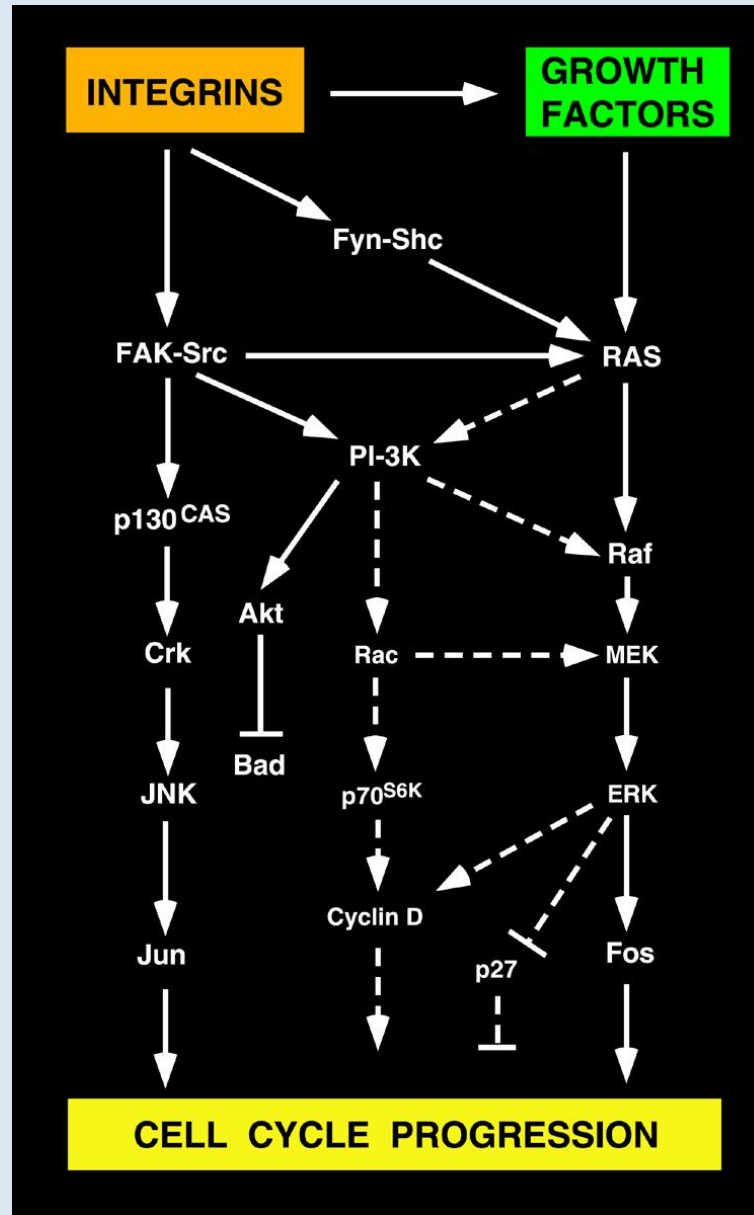 INTEGRINS
GROWTH
FACTORS
Fyn-Shc
FAK-Src
RAS
PI-3K
p130CAS
Raf
Akt
Crk
Rac
MEK
Bad
JNK
p70S6K
ERK
Cyclin D
Jun
p27
Fos
CELL CYCLE PROGRESSION